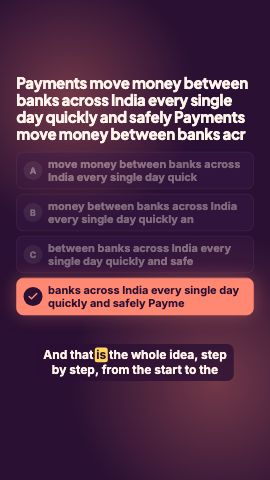 Payments move money between
banks across India every single
day quickly and safely Payments
move money between banks acr
A
move money between banks across
India every single day quick
B
money between banks across India
every single day quickly an
C
between banks across India every
single day quickly and safe
banks across India every single day
quickly and safely Payme
And that is the whole idea, step
by step, from the start to the